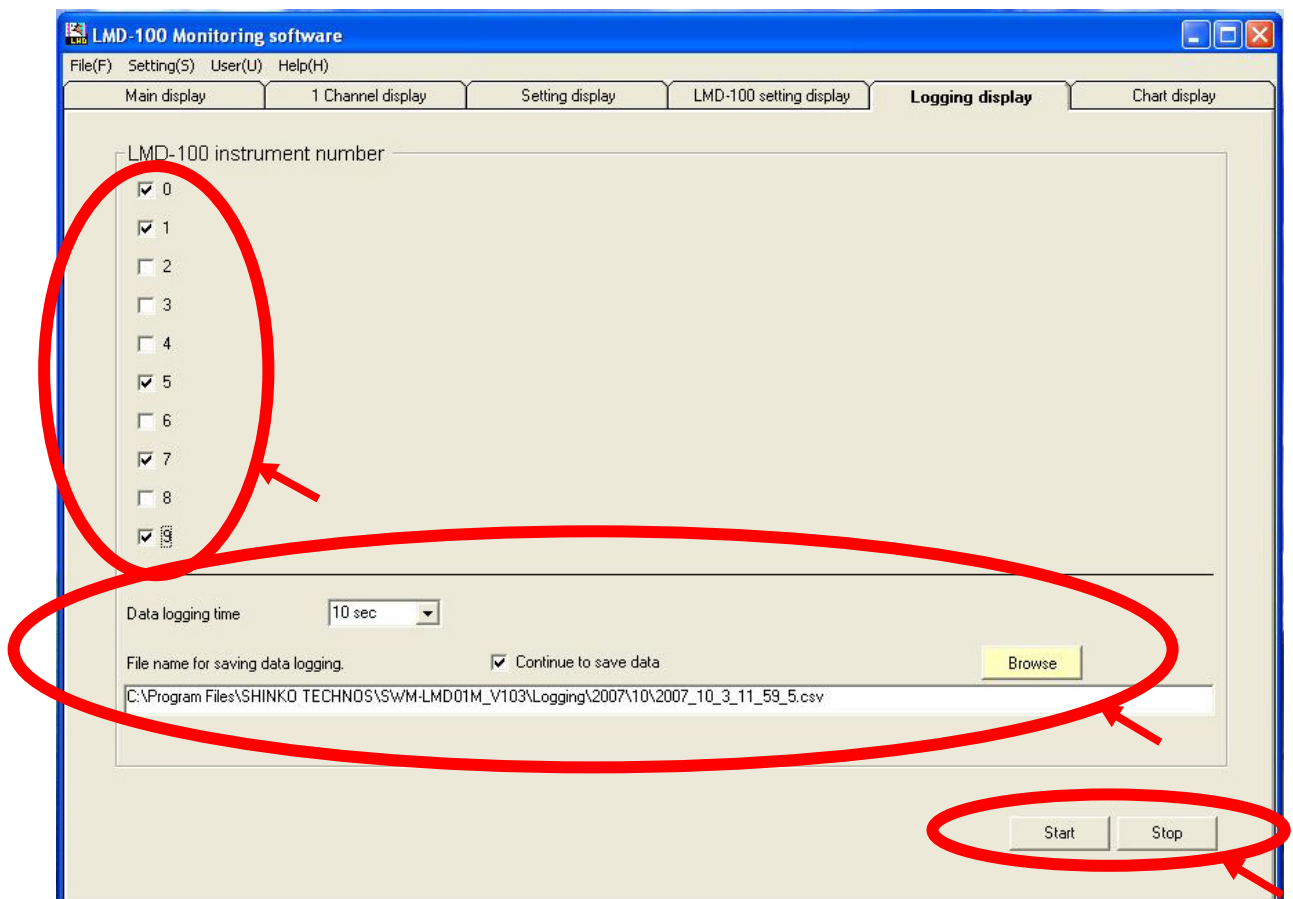 LMD-100 Monitoring software
File(F) Setting(S) User(U) Help(H)
Main display 1 Channel display Setting display LMD-100 setting display Logging display Chart display
LMD-100 instrument number
0
1
2
3
4
5
6
7
8
9
Data logging time 10 sec
File name for saving data logging. Continue to save data Browse
C:\Program Files\SHINKO TECHNOS\SWM-LMD01M_V103\Logging\2007\10\2007_10_3_11_59_5.csv
Start Stop